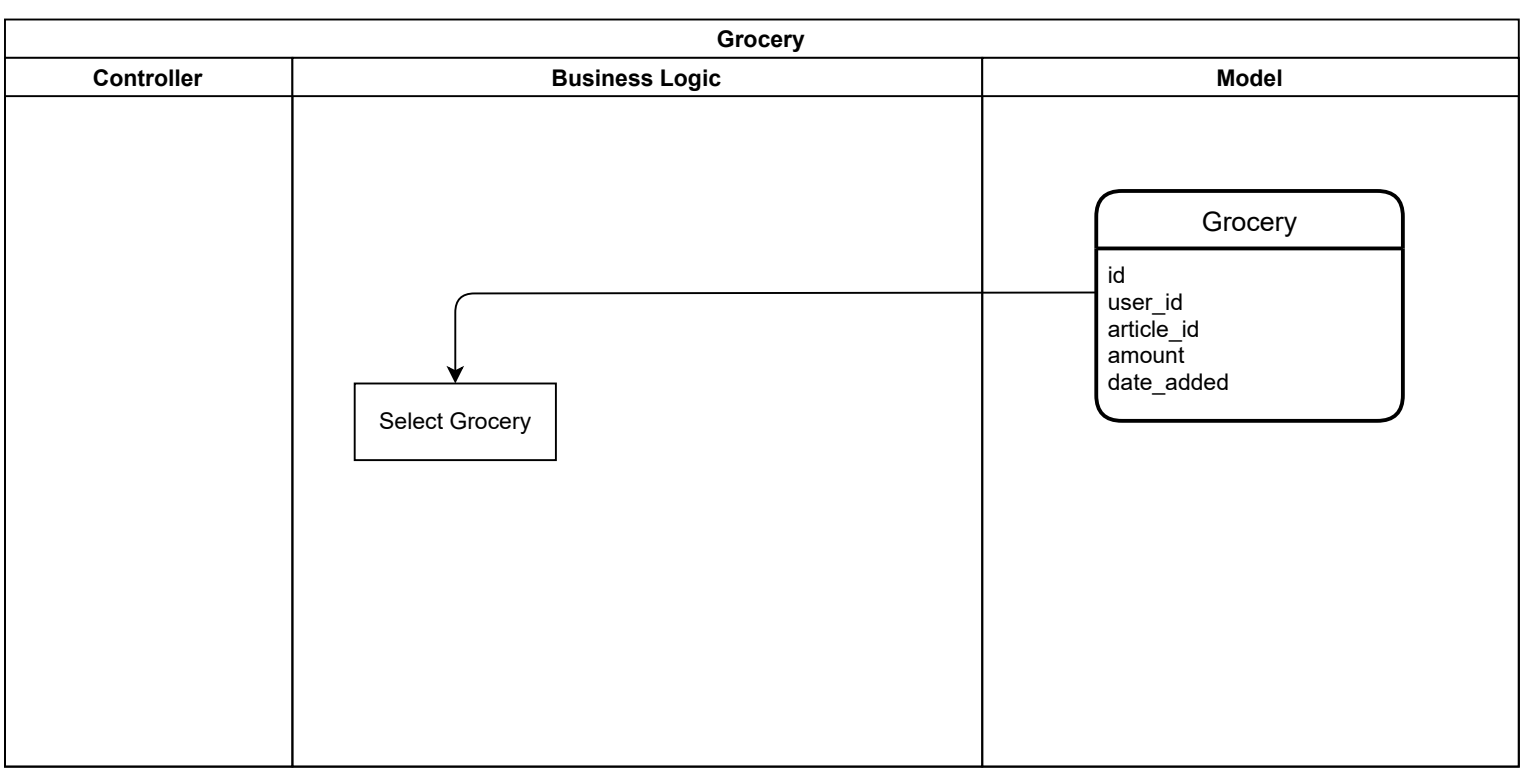 Grocery
Controller
Business Logic
Model
Grocery
id
user_id
article_id
amount
date_added
Select Grocery